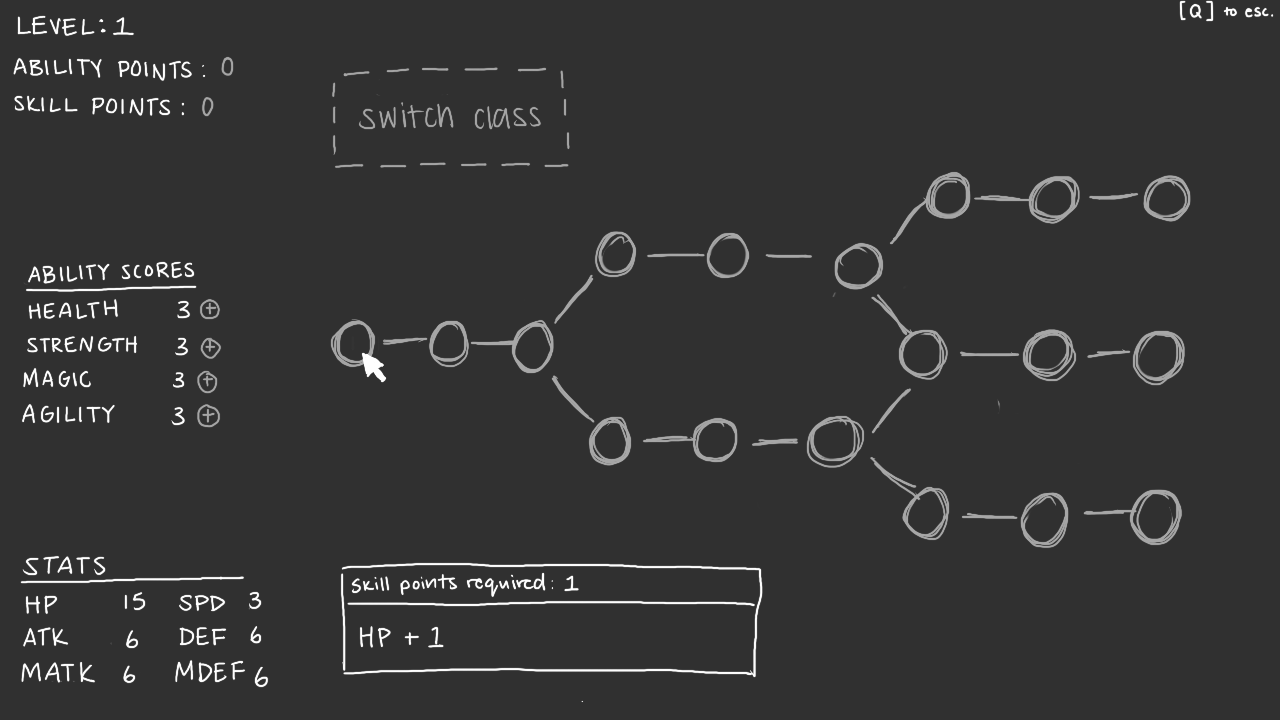 LEVEL: 1
[Q] to esc.
ABILITY POINTS: 0
SKILL POINTS: 0
switch class
ABILITY SCORES
HEALTH 3 +
STRENGTH 3 +
MAGIC 3 +
AGILITY 3 +
STATS
HP 15 SPD 3
ATK 6 DEF 6
MATK 6 MDEF 6
skill points required: 1
HP + 1